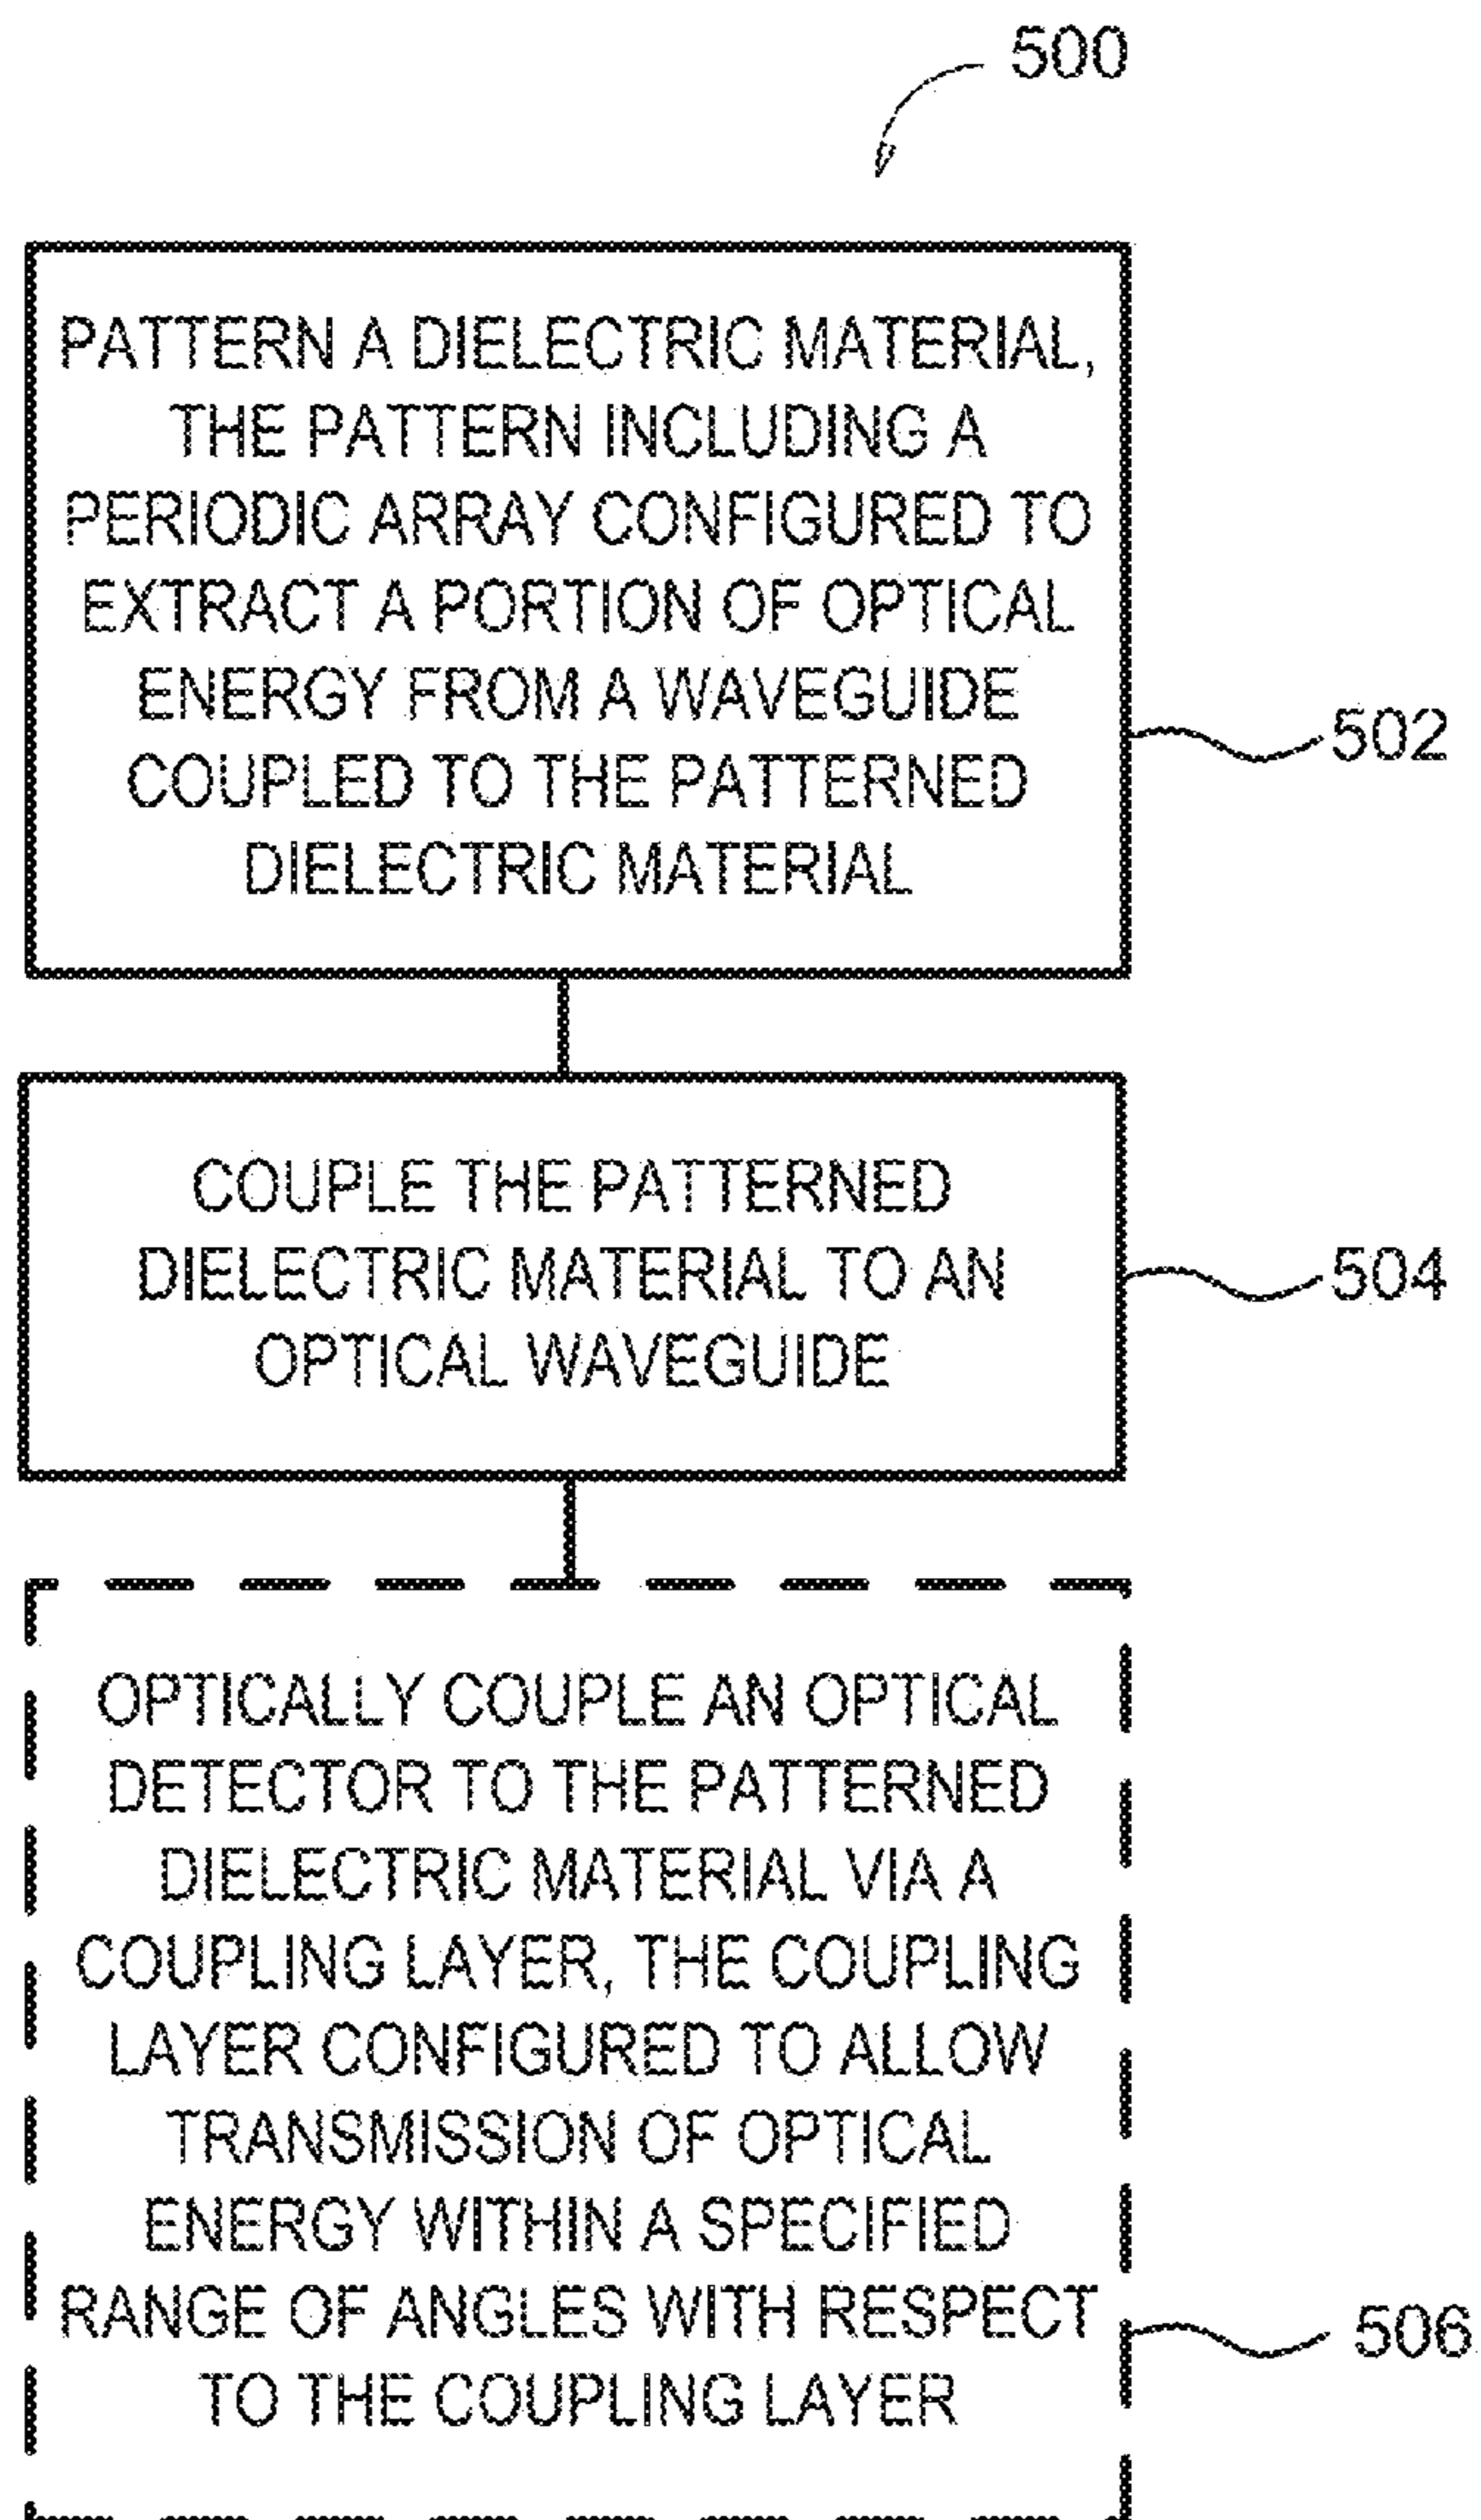 500
PATTERN A DIELECTRIC MATERIAL,
THE PATTERN INCLUDING A
PERIODIC ARRAY CONFIGURED TO
EXTRACT A PORTION OF OPTICAL
ENERGY FROM A WAVEGUIDE
COUPLED TO THE PATTERNED
DIELECTRIC MATERIAL
502
COUPLE THE PATTERNED
DIELECTRIC MATERIAL TO AN
OPTICAL WAVEGUIDE
504
OPTICALLY COUPLE AN OPTICAL
DETECTOR TO THE PATTERNED
DIELECTRIC MATERIAL VIA A
COUPLING LAYER, THE COUPLING
LAYER CONFIGURED TO ALLOW
TRANSMISSION OF OPTICAL
ENERGY WITHIN A SPECIFIED
RANGE OF ANGLES WITH RESPECT
TO THE COUPLING LAYER
506